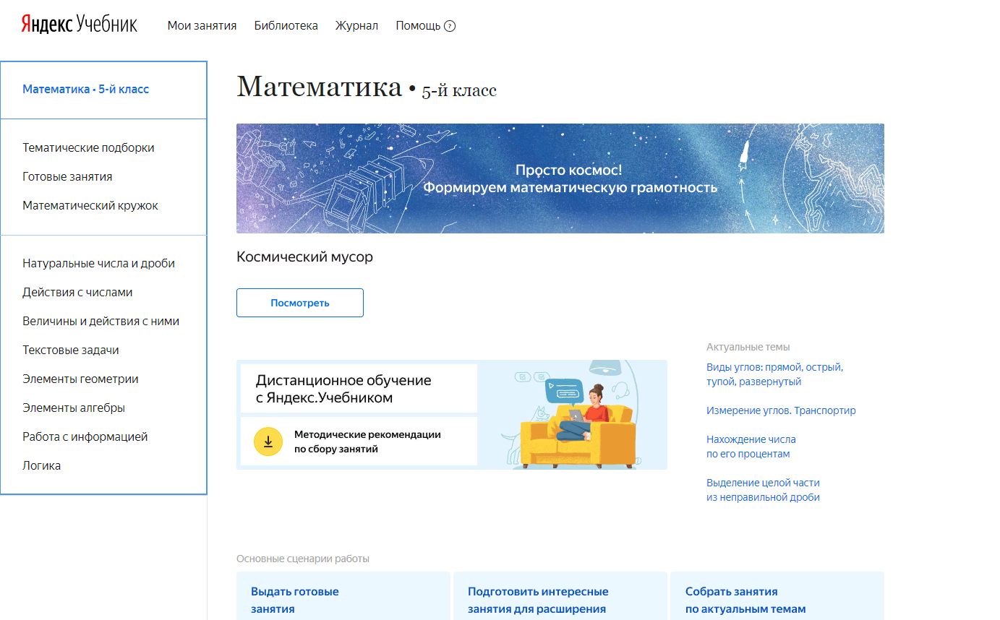 Яндекс Учебник
Мои занятия
Библиотека
Журнал
Помощь ?
Математика • 5-й класс
Тематические подборки
Готовые занятия
Математический кружок
Натуральные числа и дроби
Действия с числами
Величины и действия с ними
Текстовые задачи
Элементы геометрии
Элементы алгебры
Работа с информацией
Логика
Математика • 5-й класс
Просто космос!
Формируем математическую грамотность
Космический мусор
Посмотреть
Дистанционное обучение
с Яндекс.Учебником
Методические рекомендации
по сбору занятий
Актуальные темы
Виды углов: прямой, острый,
тупой, развернутый
Измерение углов. Транспортир
Нахождение числа
по его процентам
Выделение целой части
из неправильной дроби
Основные сценарии работы
Выдать готовые
занятия
Подготовить интересные
занятия для расширения
Собрать занятия
по актуальным темам